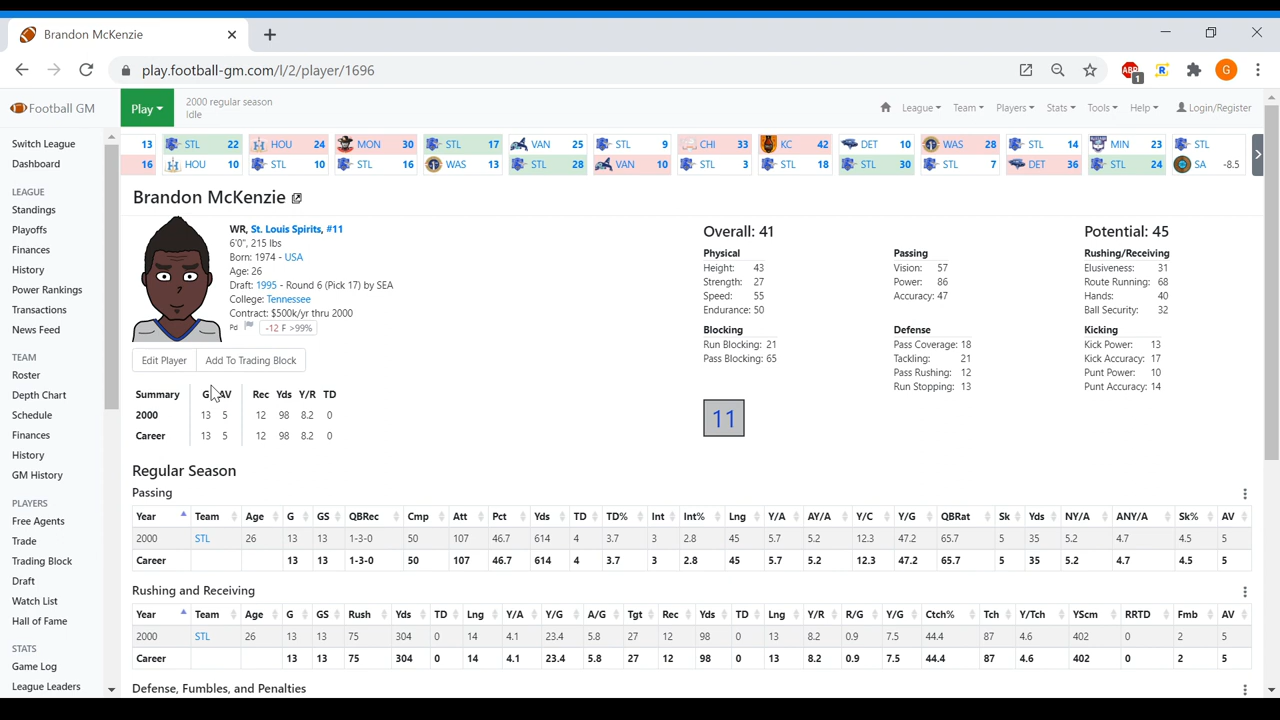 Brandon McKenzie
play.football-gm.com/l/2/player/1696
ABP
1
R
G
Football GM
Play
2000 regular season
Idle
League
Team
Players
Stats
Tools
Help
Login/Register
13 STL 22 HOU 24 MON 30 STL 17 VAN 25 STL 9 CHI 33 KC 42 DET 10 WAS 28 STL 14 MIN 23 STL
16 HOU 10 STL 10 STL 16 WAS 13 STL 28 VAN 10 STL 3 STL 18 STL 30 STL 7 DET 36 STL 24 SA -8.5
Switch League
Dashboard
LEAGUE
Standings
Playoffs
Finances
History
Power Rankings
Transactions
News Feed
TEAM
Roster
Depth Chart
Schedule
Finances
History
GM History
PLAYERS
Free Agents
Trade
Trading Block
Draft
Watch List
Hall of Fame
STATS
Game Log
League Leaders
Brandon McKenzie
WR, St. Louis Spirits, #11
6'0", 215 lbs
Born: 1974 - USA
Age: 26
Draft: 1995 - Round 6 (Pick 17) by SEA
College: Tennessee
Contract: $500k/yr thru 2000
Pd -12 F >99%
Edit Player
Add To Trading Block
Summary G AV Rec Yds Y/R TD
2000 13 5 12 98 8.2 0
Career 13 5 12 98 8.2 0
Overall: 41
Physical
Height: 43
Strength: 27
Speed: 55
Endurance: 50
Blocking
Run Blocking: 21
Pass Blocking: 65
11
Passing
Vision: 57
Power: 86
Accuracy: 47
Defense
Pass Coverage: 18
Tackling: 21
Pass Rushing: 12
Run Stopping: 13
Potential: 45
Rushing/Receiving
Elusiveness: 31
Route Running: 68
Hands: 40
Ball Security: 32
Kicking
Kick Power: 13
Kick Accuracy: 17
Punt Power: 10
Punt Accuracy: 14
Regular Season
Passing
Year Team Age G GS QBRec Cmp Att Pct Yds TD TD% Int Int% Lng Y/A AY/A Y/C Y/G QBRat Sk Yds NY/A ANY/A Sk% AV
2000 STL 26 13 13 1-3-0 50 107 46.7 614 4 3.7 3 2.8 45 5.7 5.2 12.3 47.2 65.7 5 35 5.2 4.7 4.5 5
Career 13 13 1-3-0 50 107 46.7 614 4 3.7 3 2.8 45 5.7 5.2 12.3 47.2 65.7 5 35 5.2 4.7 4.5 5
Rushing and Receiving
Year Team Age G GS Rush Yds TD Lng Y/A Y/G A/G Tgt Rec Yds TD Lng Y/R R/G Y/G Ctch% Tch Y/Tch YScm RRTD Fmb AV
2000 STL 26 13 13 75 304 0 14 4.1 23.4 5.8 27 12 98 0 13 8.2 0.9 7.5 44.4 87 4.6 402 0 2 5
Career 13 13 75 304 0 14 4.1 23.4 5.8 27 12 98 0 13 8.2 0.9 7.5 44.4 87 4.6 402 0 2 5
Defense, Fumbles, and Penalties